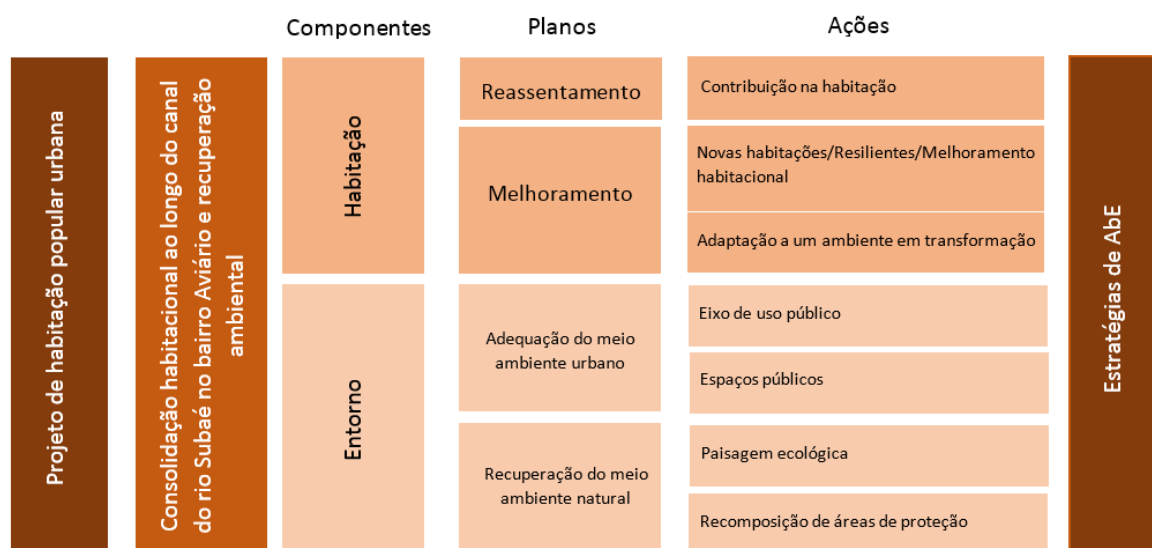 Componentes
Planos
Ações
Projeto de habitação popular urbana
Consolidação habitacional ao longo do canal
do rio Subaé no bairro Aviário e recuperação
ambiental
Habitação
Reassentamento
Contribuição na habitação
Melhoramento
Novas habitações/Resilientes/Melhoramento
habitacional
Adaptação a um ambiente em transformação
Entorno
Adequação do meio
ambiente urbano
Eixo de uso público
Espaços públicos
Recuperação do meio
ambiente natural
Paisagem ecológica
Recomposição de áreas de proteção
Estratégias de AbE